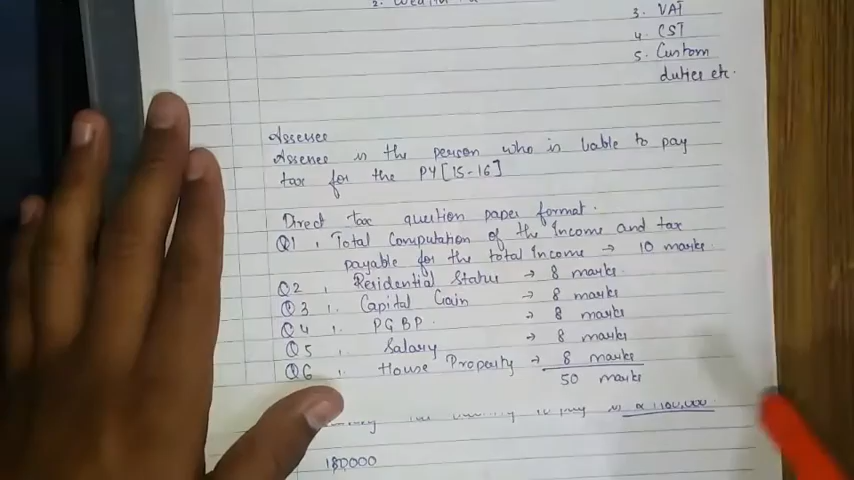 2.
3. VAT
4. CST
5. Custom
duties etc.
Assessee
Assesee is the person who is liable to pay
tax for the PY [15-16]
Direct tax question paper format.
Q1, Total Computation of the Income and tax
payable for the total Income → 10 marks.
Q2, Residential Status → 8 marks.
Q3, Capital Gain → 8 marks
Q4, PGBP. → 8 marks
Q5, Salary → 8 marks
Q6, House Property → 8 marks
50 marks
180000